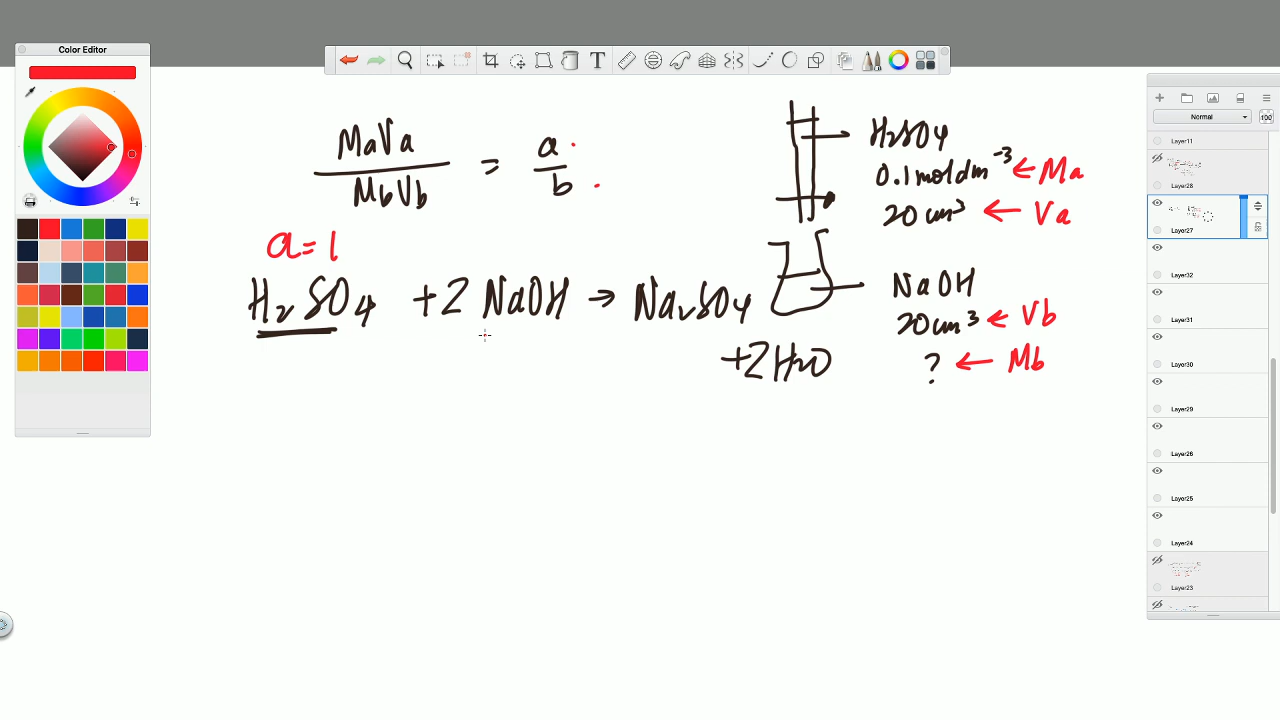 Color Editor
MaVa
MbVb
=
a
b
a=1
H₂SO₄ + 2 NaOH → Na₂SO₄
+2H₂O
H₂SO₄
0.1moldm⁻³ ← Ma
20cm³ ← Va
NaOH
20cm³ ← Vb
? ← Mb
T
Normal
100
Layer11
Layer28
Layer27
Layer32
Layer31
Layer30
Layer29
Layer26
Layer25
Layer24
Layer23